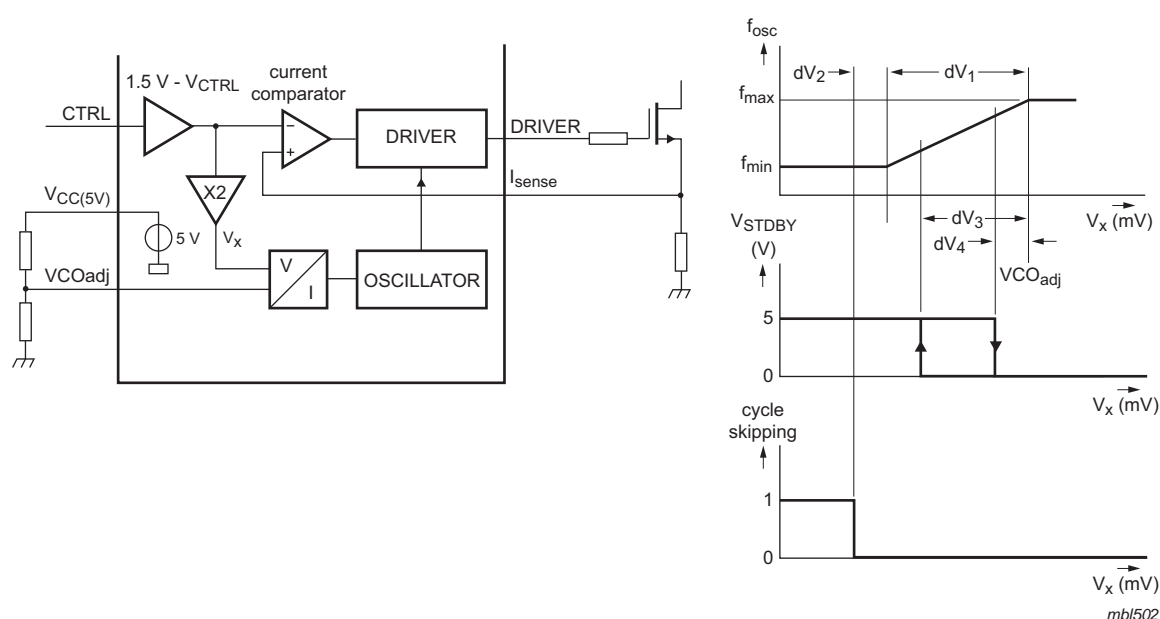 1.5 V - VCTRL
current
comparator
CTRL
DRIVER
DRIVER
Isense
VCC(5V)
5 V
X2
Vx
VCOadj
V
I
OSCILLATOR
fosc
dV2
dV1
fmax
fmin
dV3
Vx (mV)
VSTDBY
(V)
dV4
VCOadj
5
0
Vx (mV)
cycle
skipping
1
0
Vx (mV)
mbl502